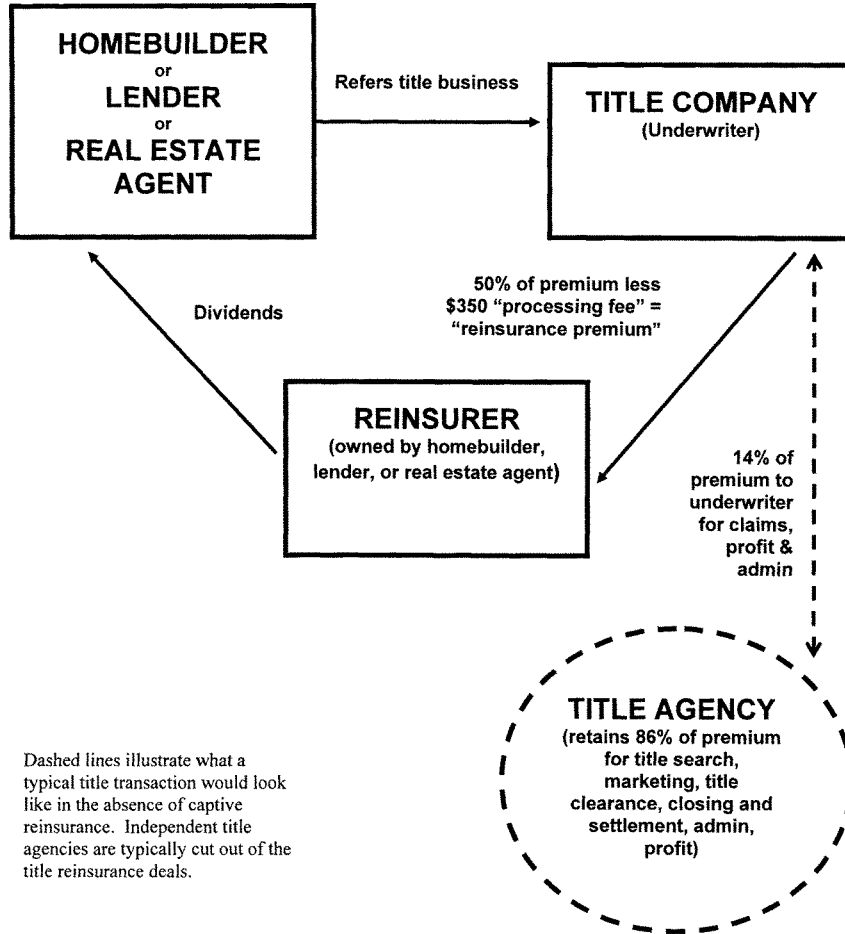 HOMEBUILDER
or
LENDER
or
REAL ESTATE
AGENT
Refers title business
TITLE COMPANY
(Underwriter)
Dividends
50% of premium less
$350 “processing fee” =
“reinsurance premium”
REINSURER
(owned by homebuilder,
lender, or real estate agent)
14% of
premium to
underwriter
for claims,
profit &
admin
TITLE AGENCY
(retains 86% of premium
for title search,
marketing, title
clearance, closing and
settlement, admin,
profit)
Dashed lines illustrate what a
typical title transaction would look
like in the absence of captive
reinsurance. Independent title
agencies are typically cut out of the
title reinsurance deals.